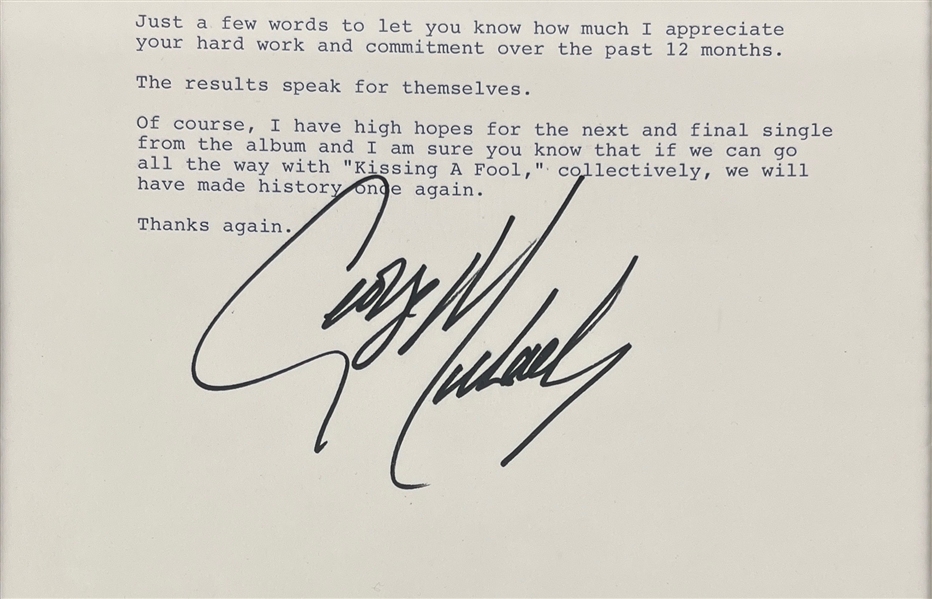 Just a few words to let you know how much I appreciate
your hard work and commitment over the past 12 months.
The results speak for themselves.
Of course, I have high hopes for the next and final single
from the album and I am sure you know that if we can go
all the way with "Kissing A Fool," collectively, we will
have made history once again.
Thanks again.
George Michael